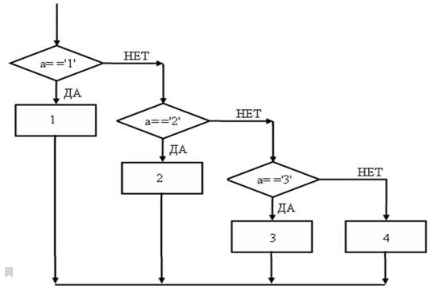 НЕТ
a= ='1'
ДА
1
НЕТ
a= ='2'
ДА
2
НЕТ
a= ='3'
ДА
3
4